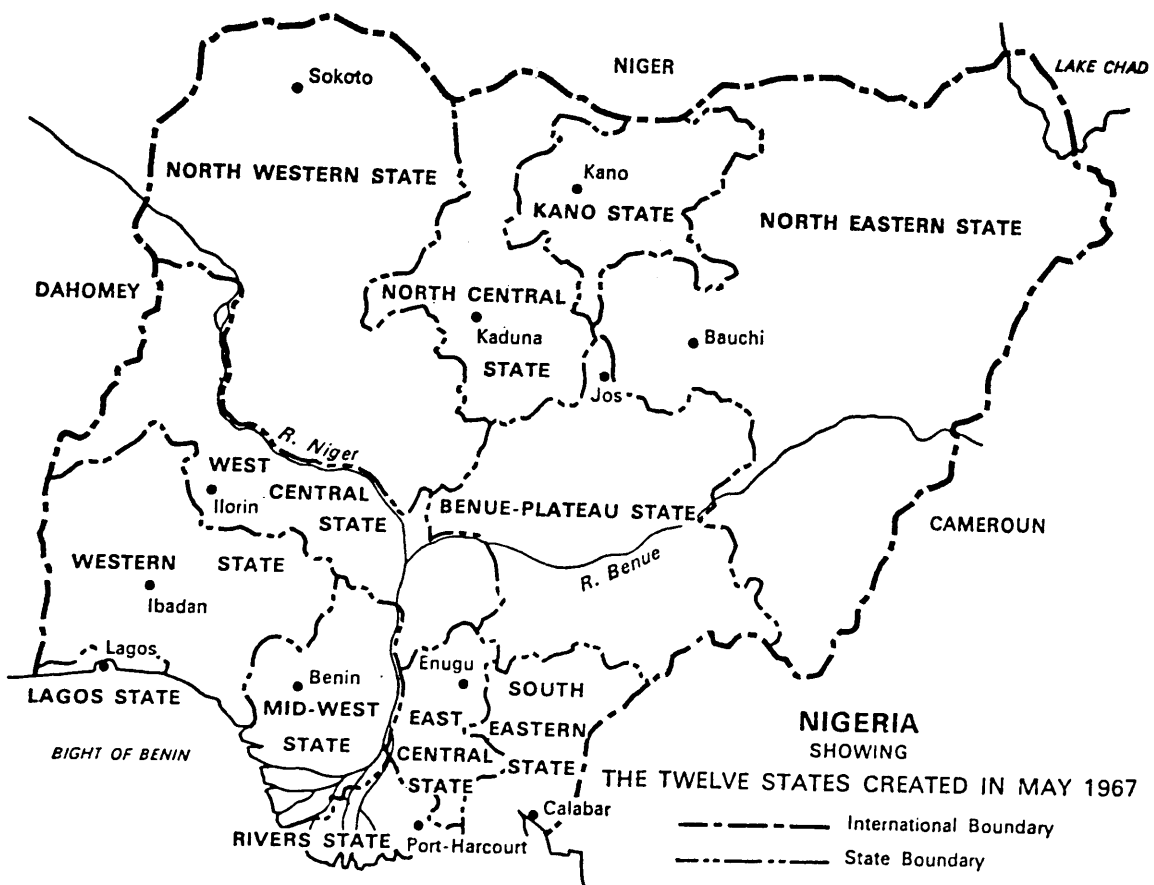 NIGER
LAKE CHAD
Sokoto
NORTH WESTERN STATE
Kano
KANO STATE
NORTH EASTERN STATE
DAHOMEY
NORTH CENTRAL
Kaduna
STATE
Bauchi
Jos
R. Niger
WEST
CENTRAL
STATE
Ilorin
BENUE-PLATEAU STATE
CAMEROUN
R. Benue
WESTERN STATE
Ibadan
Lagos
LAGOS STATE
BIGHT OF BENIN
Benin
MID-WEST
STATE
Enugu
EAST
CENTRAL
STATE
SOUTH
EASTERN
STATE
Calabar
RIVERS STATE
Port-Harcourt
NIGERIA
SHOWING
THE TWELVE STATES CREATED IN MAY 1967
International Boundary
State Boundary